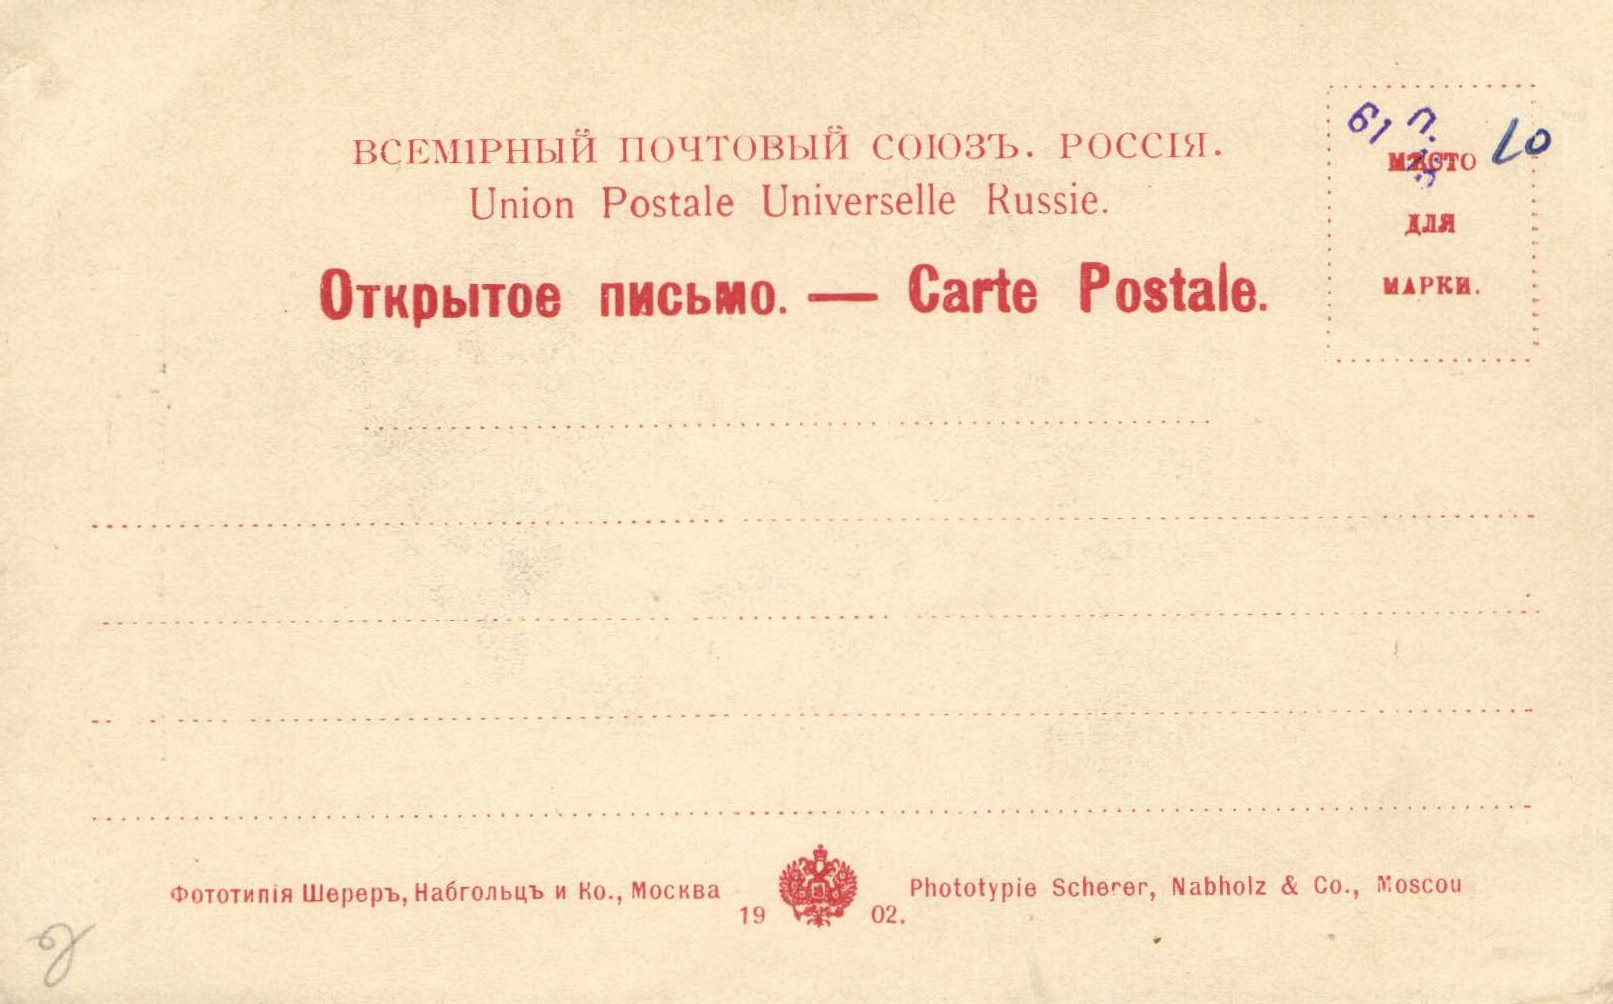 ВСЕМІРНЫЙ ПОЧТОВЫЙ СОЮЗЪ. РОССІЯ.
Union Postale Universelle Russie.
Открытое письмо. — Carte Postale.
МѢСТО
ДЛЯ
МАРКИ.
61
10
Фототипія Шереръ, Набгольцъ и Ко., Москва
Phototypie Scherer, Nabholz & Co., Moscou
19 02.